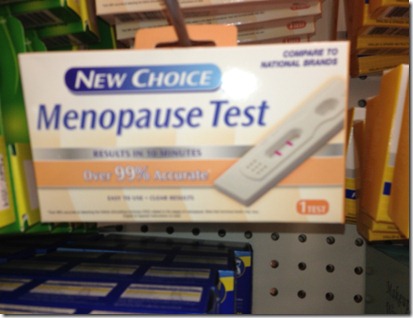 NEW CHOICE
COMPARE TO
NATIONAL BRANDS
Menopause Test
RESULTS IN 10 MINUTES
Over 99% Accurate*
EASY TO USE • CLEAR RESULTS
1 TEST